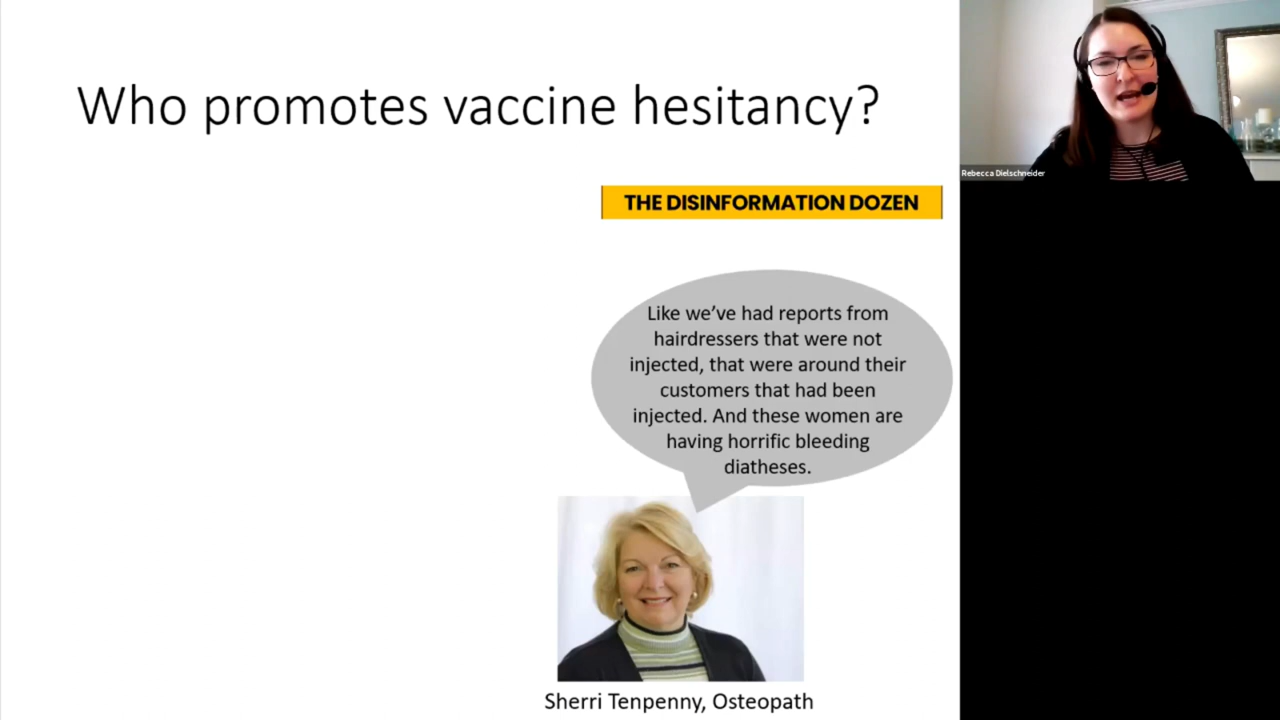 Who promotes vaccine hesitancy?
Rebecca Dielschneider
THE DISINFORMATION DOZEN
Like we've had reports from
hairdressers that were not
injected, that were around their
customers that had been
injected. And these women are
having horrific bleeding
diatheses.
Sherri Tenpenny, Osteopath